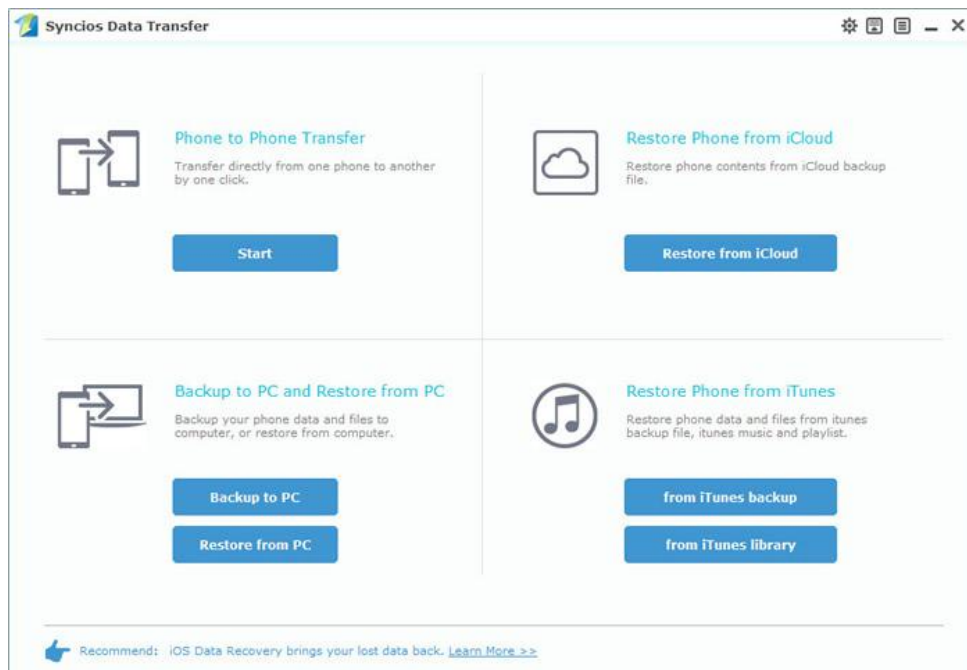 Syncios Data Transfer
Phone to Phone Transfer
Transfer directly from one phone to another
by one click.
Start
Restore Phone from iCloud
Restore phone contents from iCloud backup
file.
Restore from iCloud
Backup to PC and Restore from PC
Backup your phone data and files to
computer, or restore from computer.
Backup to PC
Restore from PC
Restore Phone from iTunes
Restore phone data and files from itunes
backup file, itunes music and playlist.
from iTunes backup
from iTunes library
Recommend: iOS Data Recovery brings your lost data back. Learn More >>